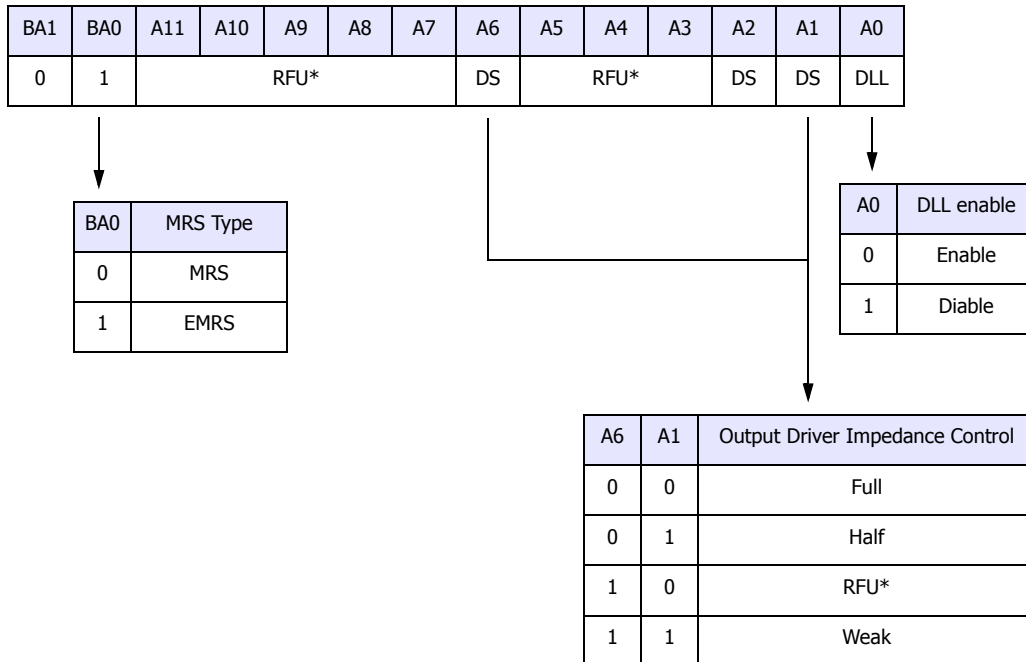 BA1 BA0 A11 A10 A9 A8 A7 A6 A5 A4 A3 A2 A1 A0
0 1 RFU* DS RFU* DS DS DLL
BA0 MRS Type
0 MRS
1 EMRS
A0 DLL enable
0 Enable
1 Diable
A6 A1 Output Driver Impedance Control
0 0 Full
0 1 Half
1 0 RFU*
1 1 Weak